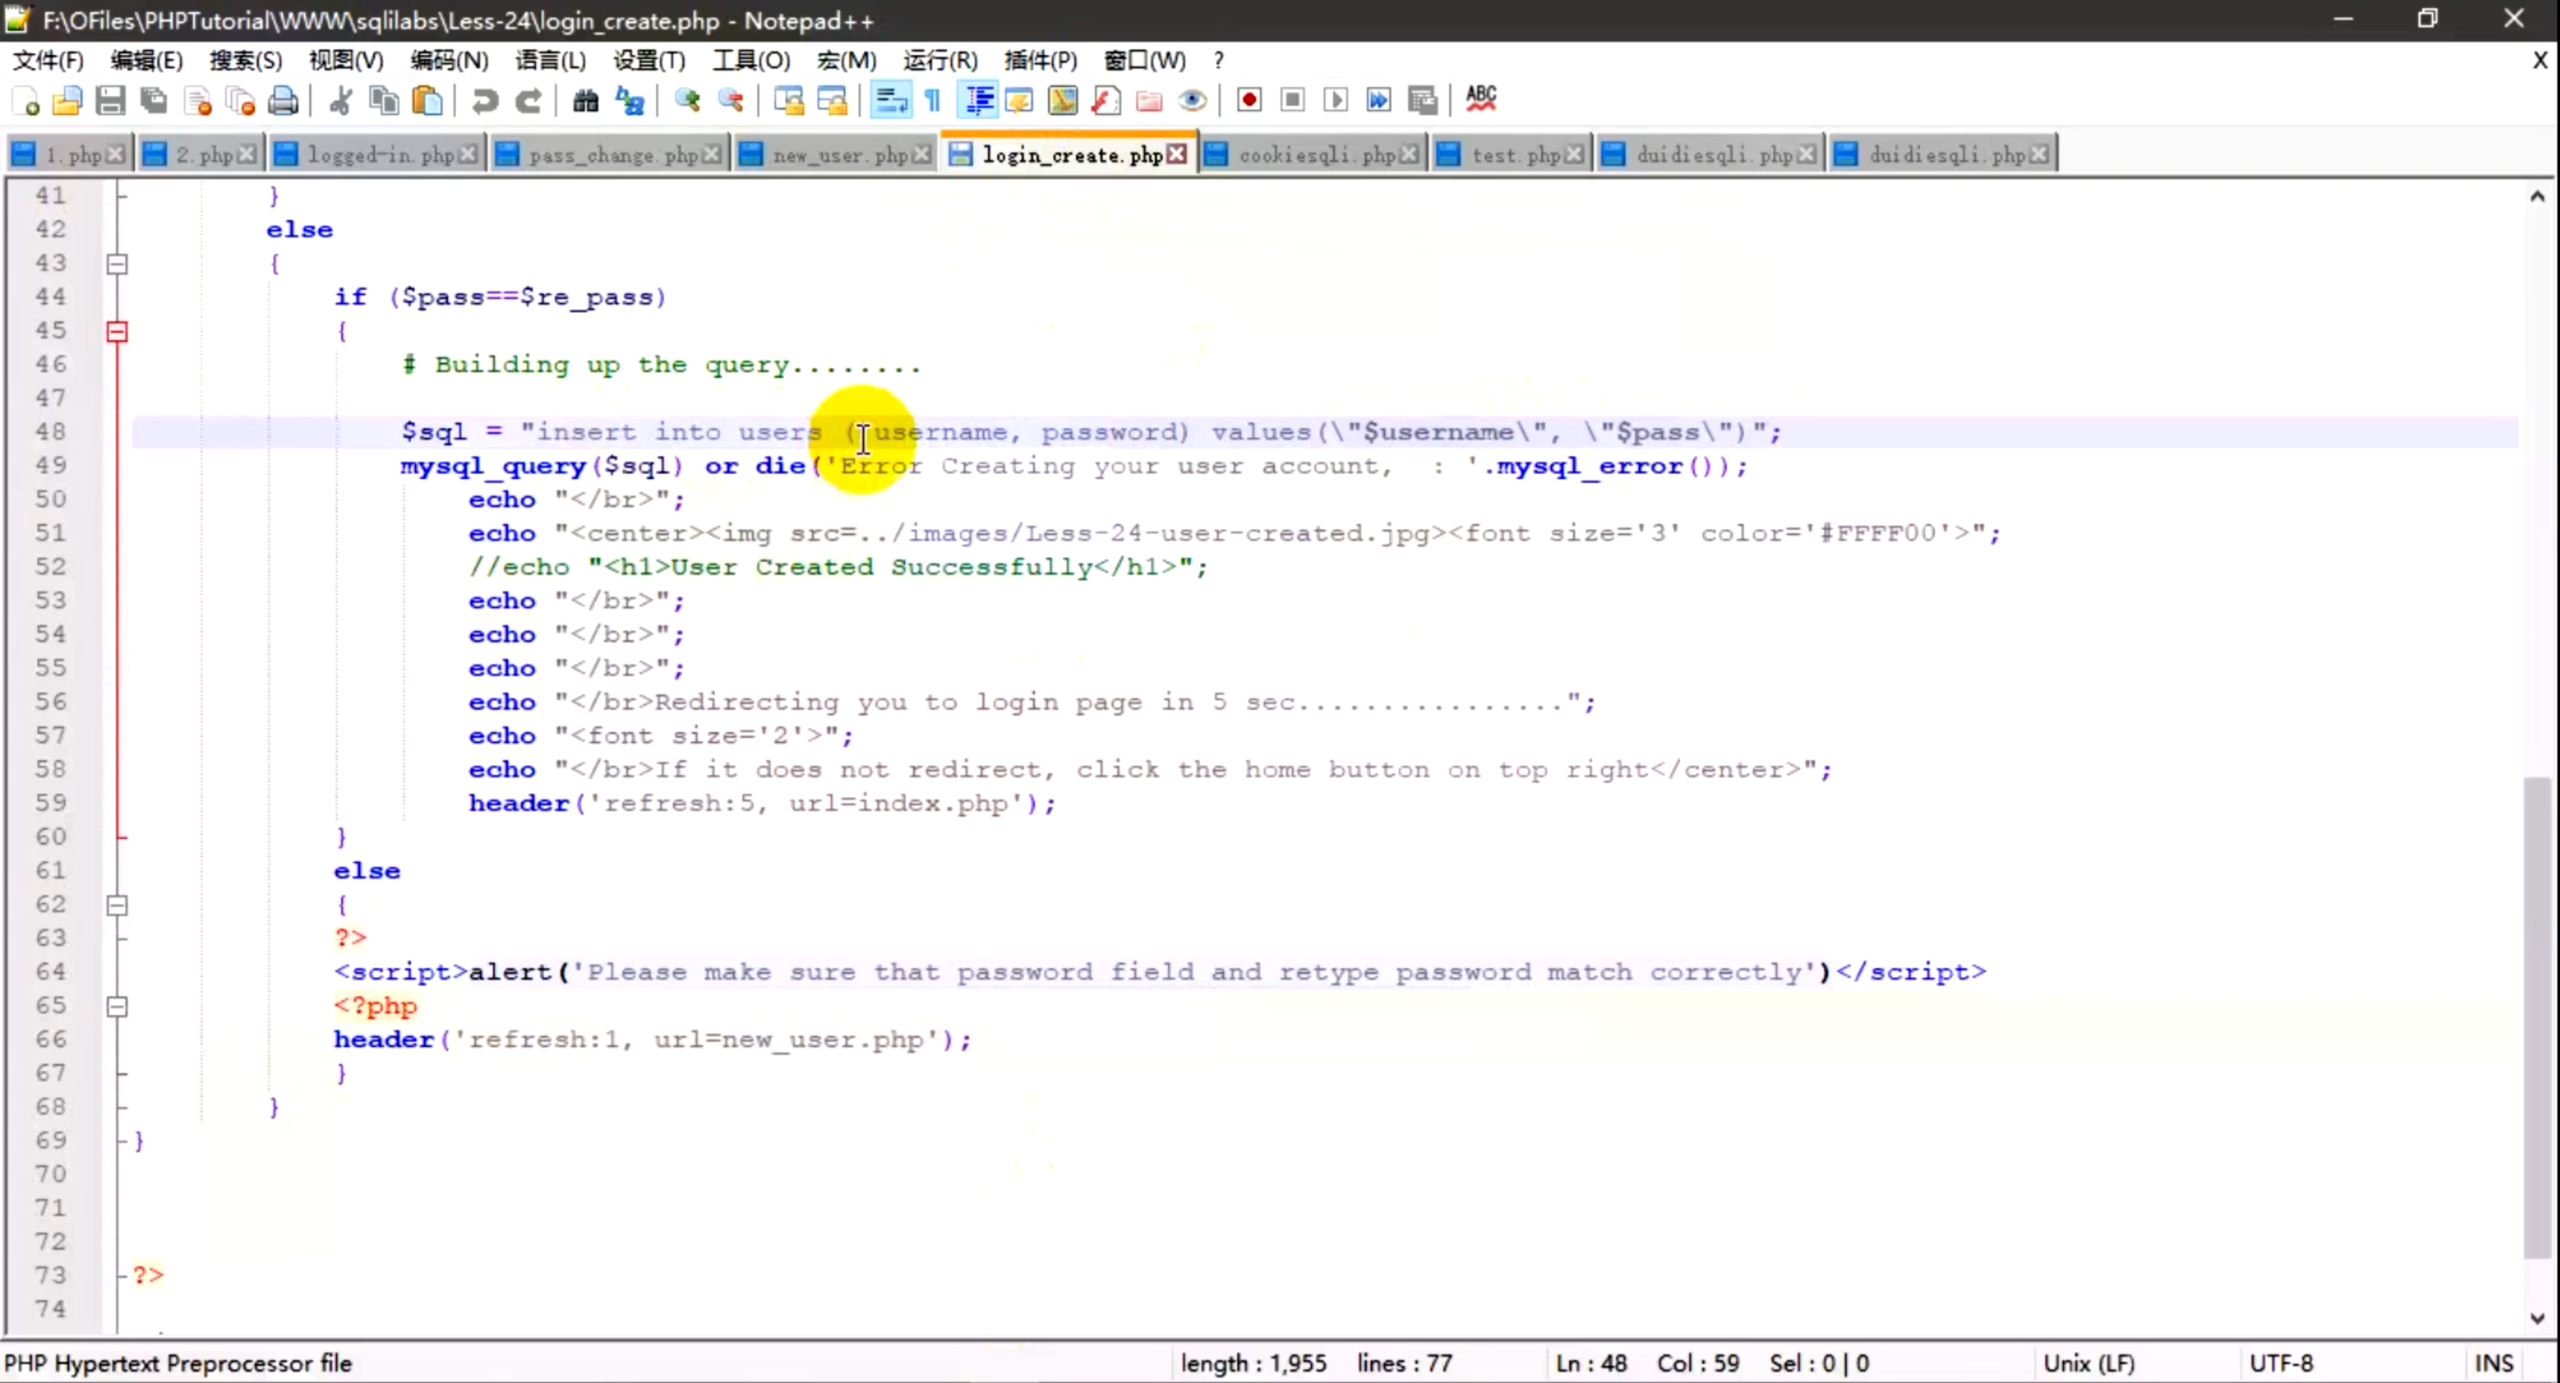 F:\OFiles\PHPTutorial\WWW\sqlilabs\Less-24\login_create.php - Notepad++
文件(F) 编辑(E) 搜索(S) 视图(V) 编码(N) 语言(L) 设置(T) 工具(O) 宏(M) 运行(R) 插件(P) 窗口(W) ? X
ABC
1.php 2.php logged-in.php pass_change.php new_user.php login_create.php cookiesqli.php test.php duidiesqli.php duidiesqli.php
41 }
42 else
43 {
44 if ($pass==$re_pass)
45 {
46 # Building up the query........
47
48 $sql = "insert into users ( username, password) values(\"$username\", \"$pass\")";
49 mysql_query($sql) or die('Error Creating your user account,  : '.mysql_error());
50 echo "</br>";
51 echo "<center><img src=../images/Less-24-user-created.jpg><font size='3' color='#FFFF00'>";
52 //echo "<h1>User Created Successfully</h1>";
53 echo "</br>";
54 echo "</br>";
55 echo "</br>";
56 echo "</br>Redirecting you to login page in 5 sec................";
57 echo "<font size='2'>";
58 echo "</br>If it does not redirect, click the home button on top right</center>";
59 header('refresh:5, url=index.php');
60 }
61 else
62 {
63 ?>
64 <script>alert('Please make sure that password field and retype password match correctly')</script>
65 <?php
66 header('refresh:1, url=new_user.php');
67 }
68 }
69 }
70
71
72
73 ?>
74
PHP Hypertext Preprocessor file length : 1,955 lines : 77 Ln : 48 Col : 59 Sel : 0 | 0 Unix (LF) UTF-8 INS